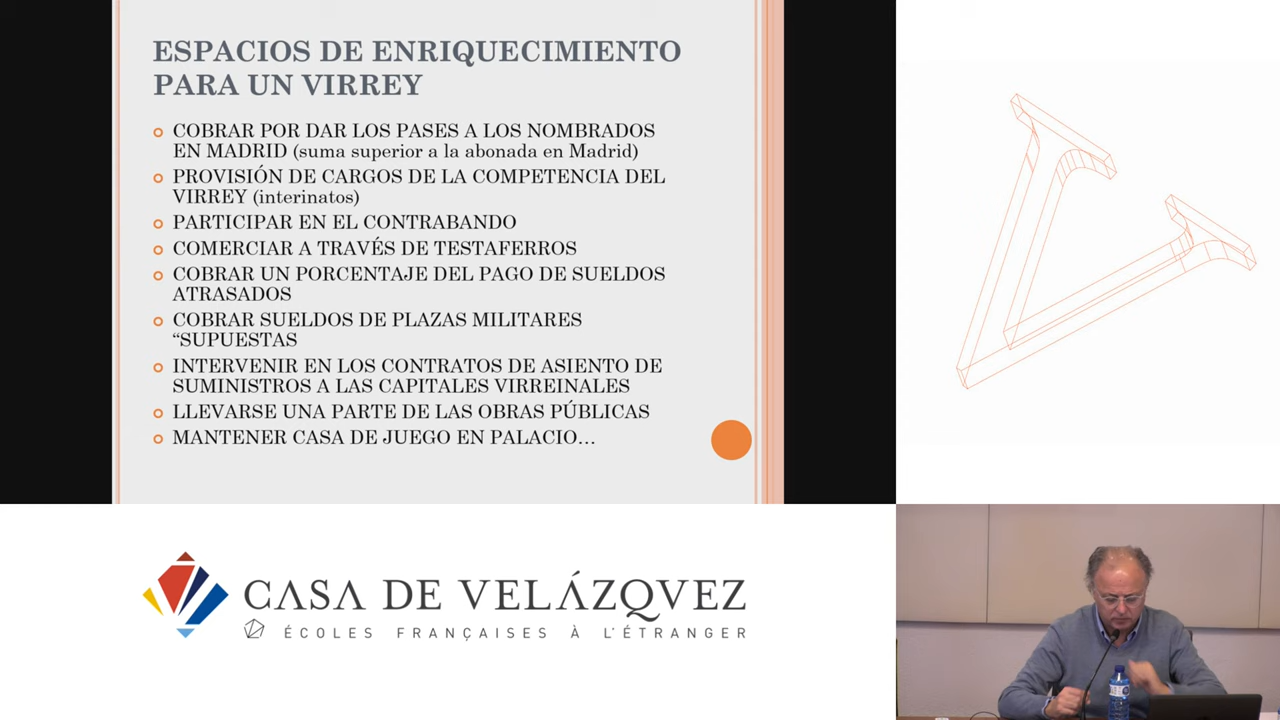 ESPACIOS DE ENRIQUECIMIENTO
PARA UN VIRREY
COBRAR POR DAR LOS PASES A LOS NOMBRADOS
EN MADRID (suma superior a la abonada en Madrid)
PROVISIÓN DE CARGOS DE LA COMPETENCIA DEL
VIRREY (interinatos)
PARTICIPAR EN EL CONTRABANDO
COMERCIAR A TRAVÉS DE TESTAFERROS
COBRAR UN PORCENTAJE DEL PAGO DE SUELDOS
ATRASADOS
COBRAR SUELDOS DE PLAZAS MILITARES
“SUPUESTAS
INTERVENIR EN LOS CONTRATOS DE ASIENTO DE
SUMINISTROS A LAS CAPITALES VIRREINALES
LLEVARSE UNA PARTE DE LAS OBRAS PÚBLICAS
MANTENER CASA DE JUEGO EN PALACIO…
CASA DE VELÁZQVEZ
ÉCOLES FRANÇAISES À L'ÉTRANGER